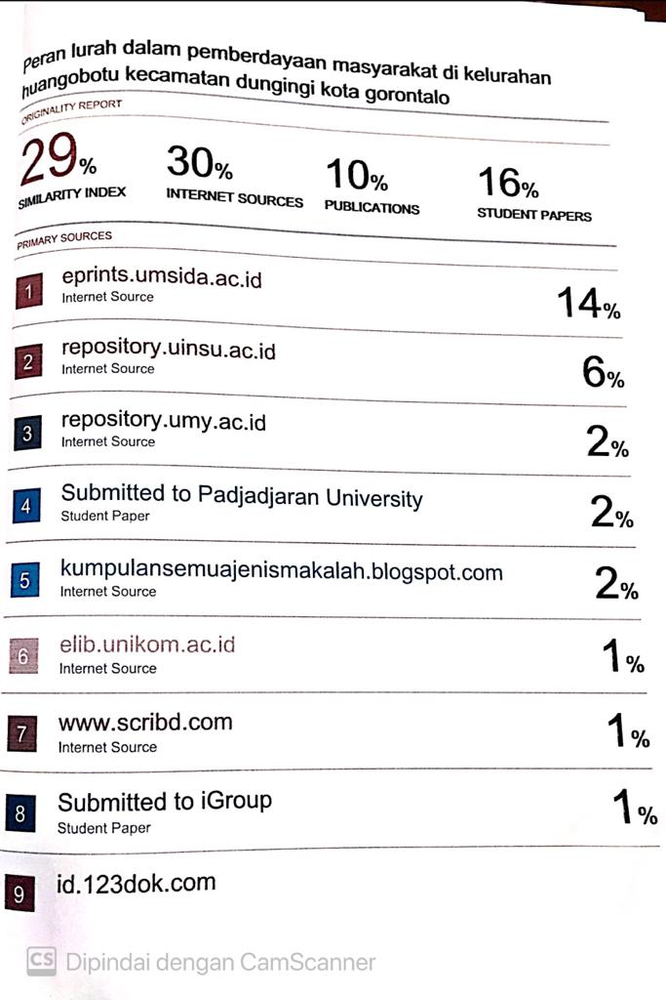 Peran lurah dalam pemberdayaan masyarakat di kelurahan
huangobotu kecamatan dungingi kota gorontalo
ORIGINALITY REPORT
29% 30% 10% 16%
SIMILARITY INDEX INTERNET SOURCES PUBLICATIONS STUDENT PAPERS
PRIMARY SOURCES
1 eprints.umsida.ac.id
Internet Source 14%
2 repository.uinsu.ac.id
Internet Source 6%
3 repository.umy.ac.id
Internet Source 2%
4 Submitted to Padjadjaran University
Student Paper 2%
5 kumpulansemuajenismakalah.blogspot.com
Internet Source 2%
6 elib.unikom.ac.id
Internet Source 1%
7 www.scribd.com
Internet Source 1%
8 Submitted to iGroup
Student Paper 1%
9 id.123dok.com
CS Dipindai dengan CamScanner